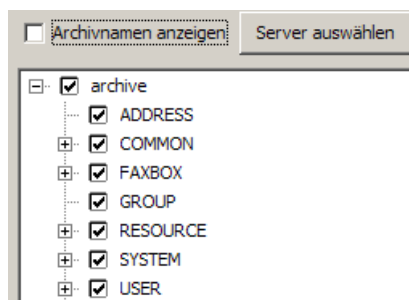 Archivnamen anzeigen Server auswählen
archive
ADDRESS
COMMON
FAXBOX
GROUP
RESOURCE
SYSTEM
USER